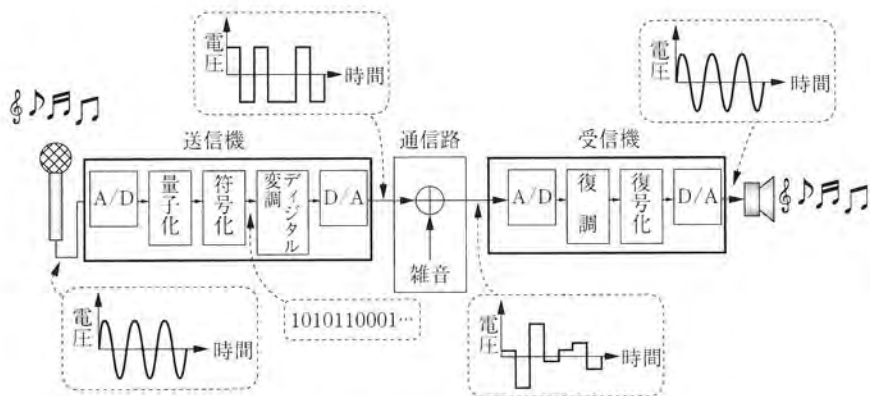 電圧
時間
電圧
時間
送信機
通信路
受信機
A/D
量子化
符号化
ディジタル変調
D/A
雑音
A/D
復調
復号化
D/A
電圧
時間
1010110001…
電圧
時間